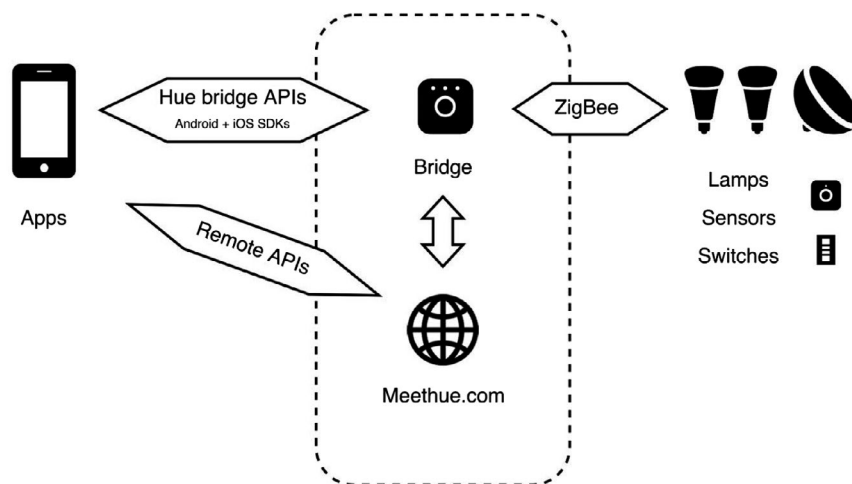 Hue bridge APIs
Android + iOS SDKs
ZigBee
Bridge
Lamps
Apps
Sensors
Remote APIs
Switches
Meethue.com